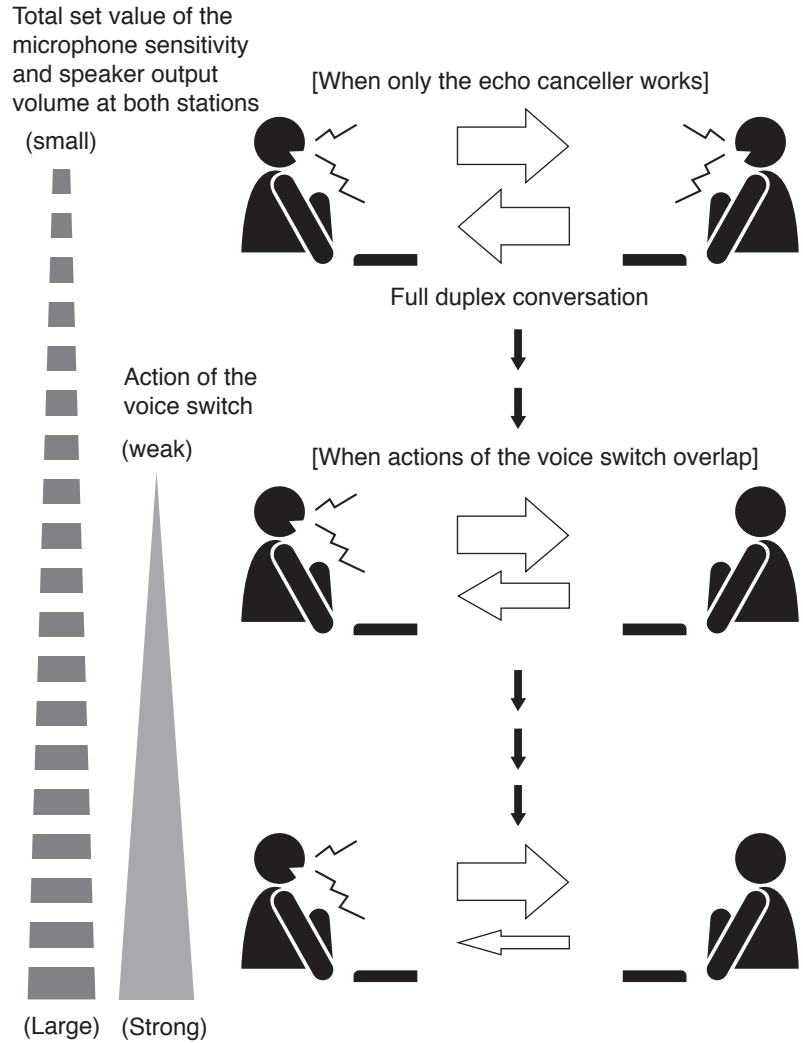 Total set value of the
microphone sensitivity
and speaker output
volume at both stations
(small)
[When only the echo canceller works]
Full duplex conversation
Action of the
voice switch
(weak)
[When actions of the voice switch overlap]
(Large)
(Strong)